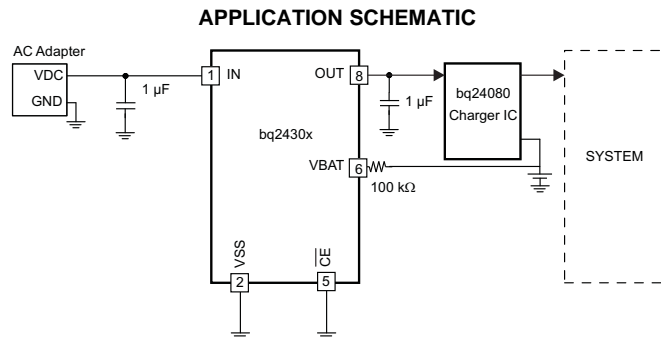 APPLICATION SCHEMATIC
AC Adapter
VDC
GND
1 μF
1
IN
OUT
8
bq2430x
1 μF
bq24080
Charger IC
VBAT
6
100 kΩ
SYSTEM
VSS
2
CE
5